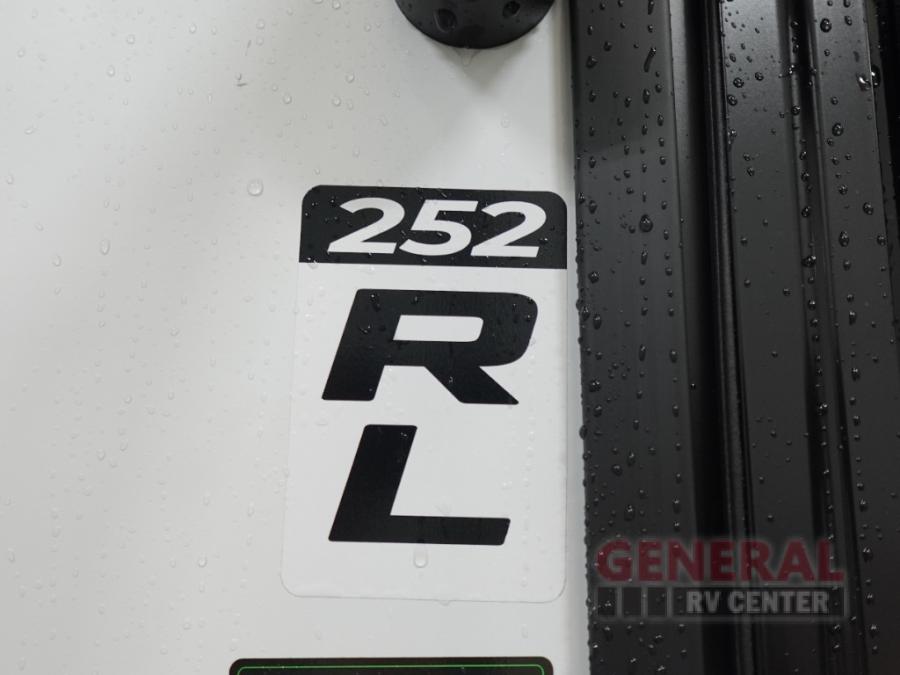 252
R
L
GENERAL
RV CENTER